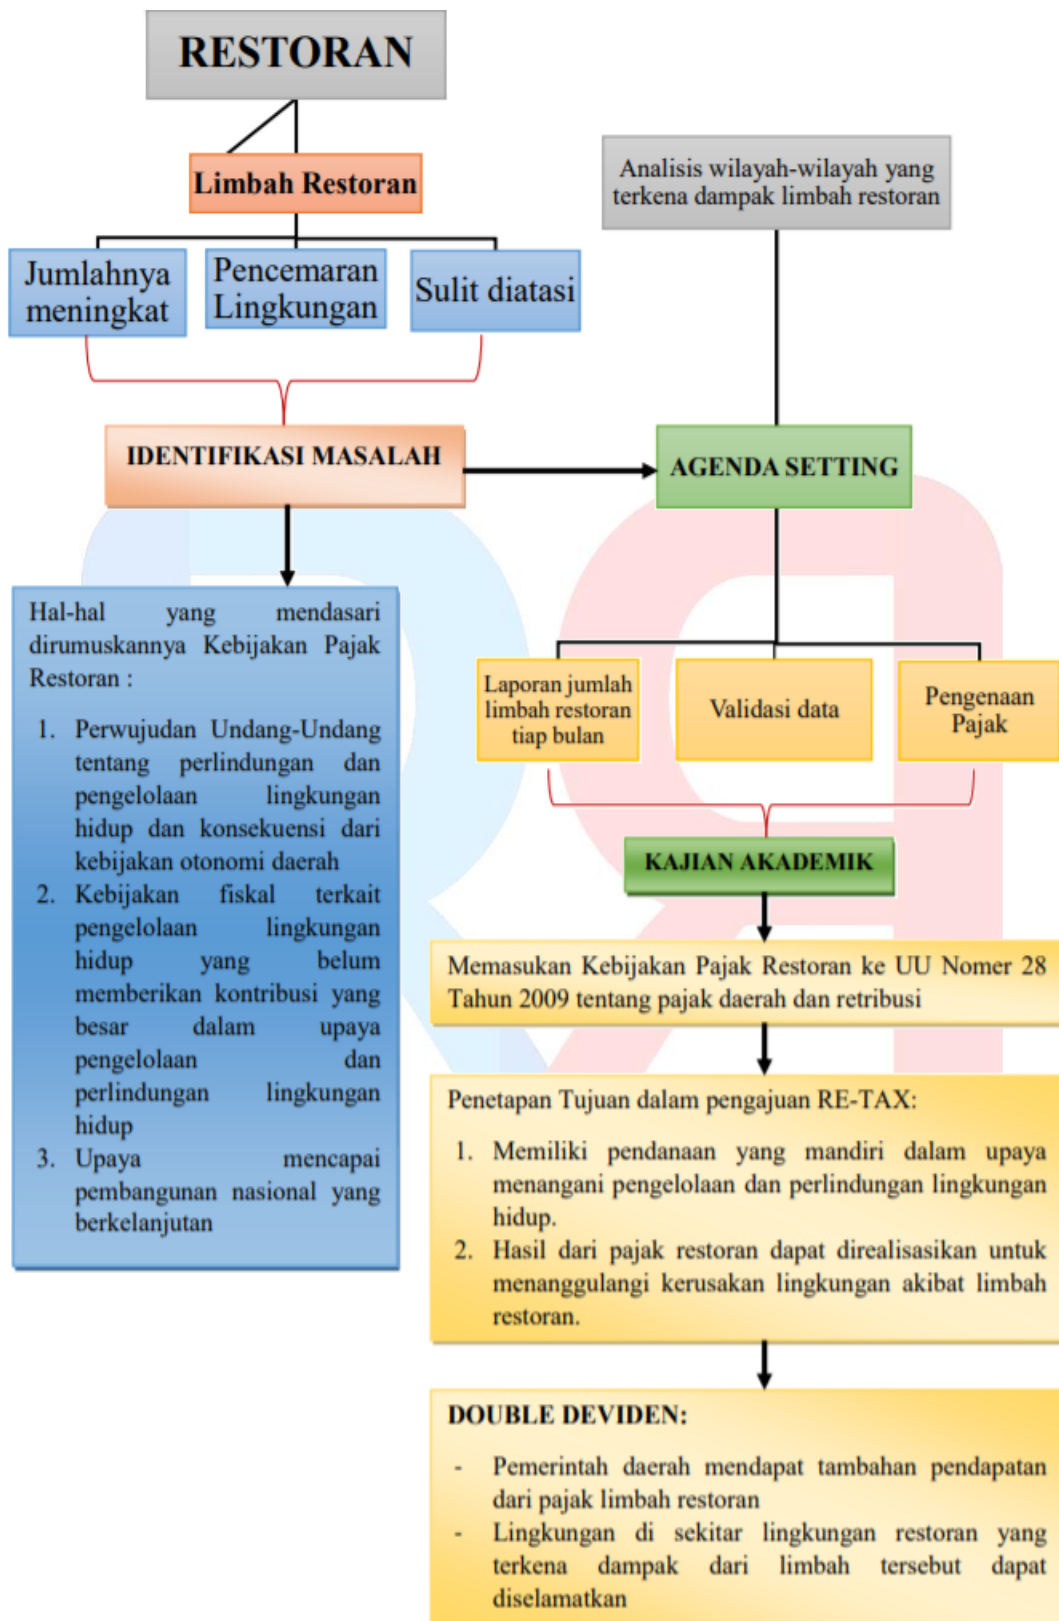 RESTORAN
Limbah Restoran
Jumlahnya
meningkat
Pencemaran
Lingkungan
Sulit diatasi
Analisis wilayah-wilayah yang
terkena dampak limbah restoran
IDENTIFIKASI MASALAH
AGENDA SETTING
Hal-hal yang mendasari
dirumuskannya Kebijakan Pajak
Restoran :
1. Perwujudan Undang-Undang
tentang perlindungan dan
pengelolaan lingkungan
hidup dan konsekuensi dari
kebijakan otonomi daerah
2. Kebijakan fiskal terkait
pengelolaan lingkungan
hidup yang belum
memberikan kontribusi yang
besar dalam upaya
pengelolaan dan
perlindungan lingkungan
hidup
3. Upaya mencapai
pembangunan nasional yang
berkelanjutan
Laporan jumlah
limbah restoran
tiap bulan
Validasi data
Pengenaan
Pajak
KAJIAN AKADEMIK
Memasukan Kebijakan Pajak Restoran ke UU Nomer 28
Tahun 2009 tentang pajak daerah dan retribusi
Penetapan Tujuan dalam pengajuan RE-TAX:
1. Memiliki pendanaan yang mandiri dalam upaya
menangani pengelolaan dan perlindungan lingkungan
hidup.
2. Hasil dari pajak restoran dapat direalisasikan untuk
menanggulangi kerusakan lingkungan akibat limbah
restoran.
DOUBLE DEVIDEN:
- Pemerintah daerah mendapat tambahan pendapatan
dari pajak limbah restoran
- Lingkungan di sekitar lingkungan restoran yang
terkena dampak dari limbah tersebut dapat
diselamatkan